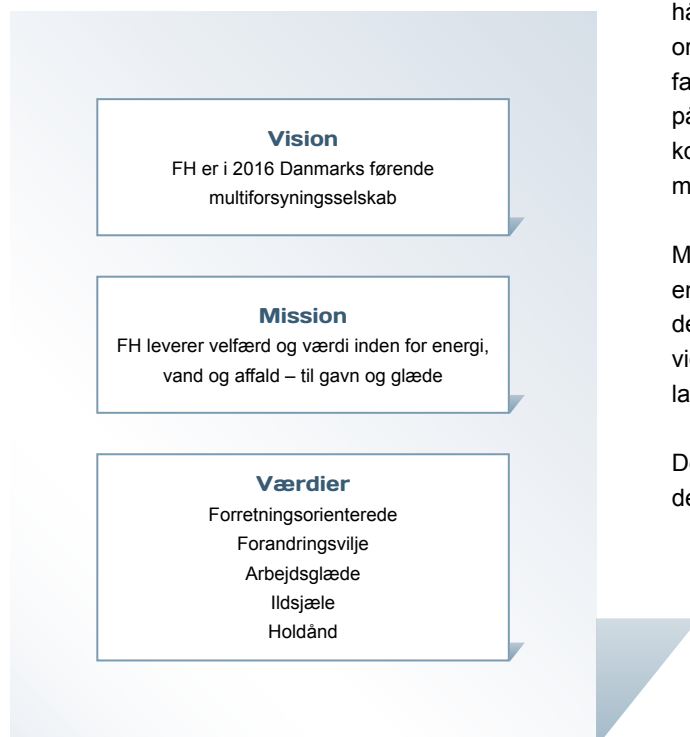 Vision
FH er i 2016 Danmarks førende
multiforsyningsselskab
Mission
FH leverer velfærd og værdi inden for energi,
vand og affald – til gavn og glæde
Værdier
Forretningsorienterede
Forandringsvilje
Arbejdsglæde
Ildsjæle
Holdånd